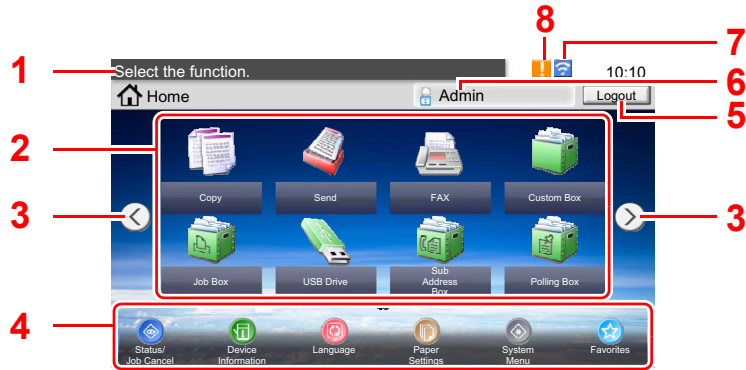 8
7
1
Select the function.
10:10
6
Home
Admin
Logout
5
2
Copy
Send
FAX
Custom Box
3
3
Job Box
USB Drive
Sub
Address
Box
Polling Box
4
Status/
Job Cancel
Device
Information
Language
Paper
Settings
System
Menu
Favorites